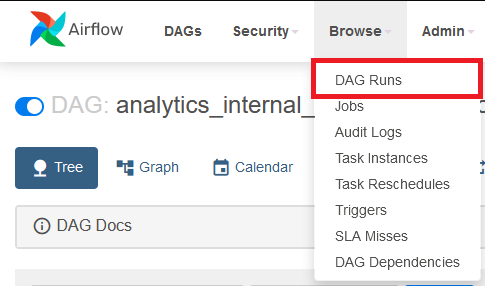 Airflow DAGs Security Browse Admin
DAG Runs
DAG: analytics_internal_
Jobs
Audit Logs
Tree Graph Calendar
Task Instances
Task Reschedules
Triggers
DAG Docs
SLA Misses
DAG Dependencies